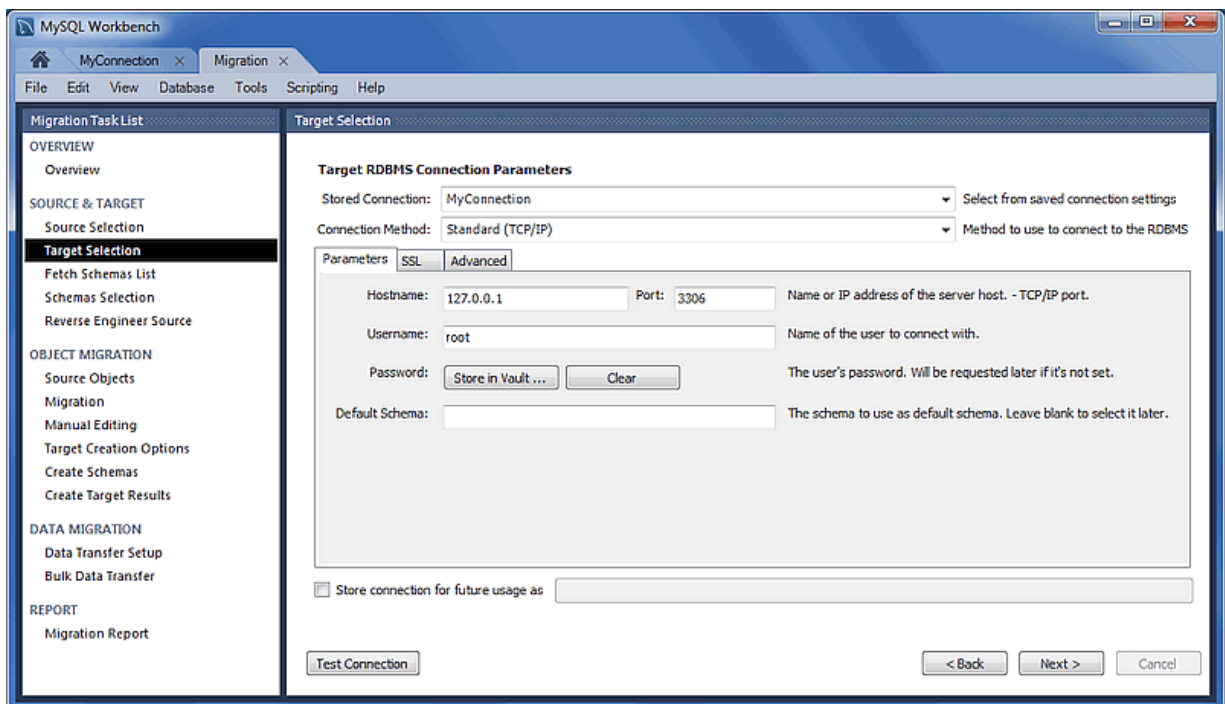 MySQL Workbench
MyConnection
Migration
File Edit View Database Tools Scripting Help
Migration Task List
OVERVIEW
Overview
SOURCE & TARGET
Source Selection
Target Selection
Fetch Schemas List
Schemas Selection
Reverse Engineer Source
OBJECT MIGRATION
Source Objects
Migration
Manual Editing
Target Creation Options
Create Schemas
Create Target Results
DATA MIGRATION
Data Transfer Setup
Bulk Data Transfer
REPORT
Migration Report
Target Selection
Target RDBMS Connection Parameters
Stored Connection: MyConnection Select from saved connection settings
Connection Method: Standard (TCP/IP) Method to use to connect to the RDBMS
Parameters SSL Advanced
Hostname: 127.0.0.1 Port: 3306 Name or IP address of the server host. - TCP/IP port.
Username: root Name of the user to connect with.
Password: Store in Vault ... Clear The user's password. Will be requested later if it's not set.
Default Schema: The schema to use as default schema. Leave blank to select it later.
Store connection for future usage as
Test Connection < Back Next > Cancel